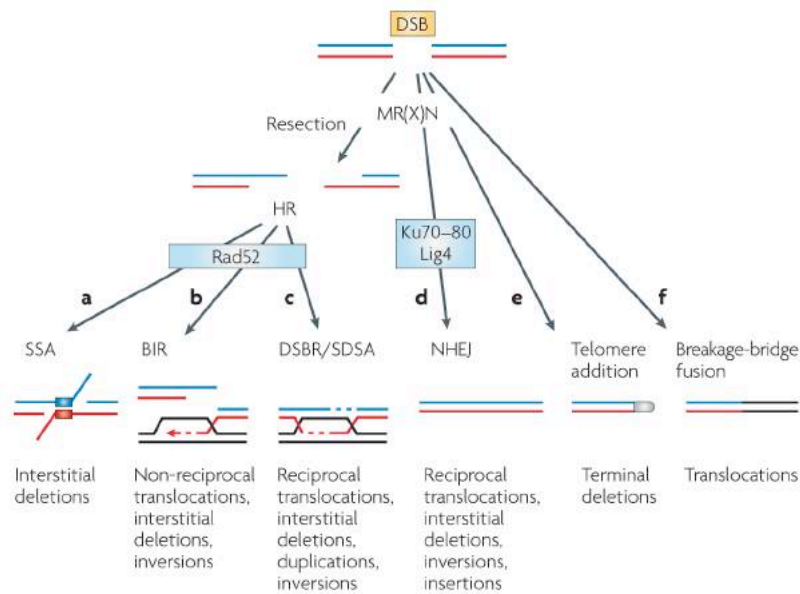 DSB
MR(X)N
Resection
HR
Rad52
Ku70–80
Lig4
a
b
c
d
e
f
SSA
BIR
DSBR/SDSA
NHEJ
Telomere
addition
Breakage-bridge
fusion
Interstitial
deletions
Non-reciprocal
translocations,
interstitial
deletions,
inversions
Reciprocal
translocations,
interstitial
deletions,
duplications,
inversions
Reciprocal
translocations,
interstitial
deletions,
inversions,
insertions
Terminal
deletions
Translocations